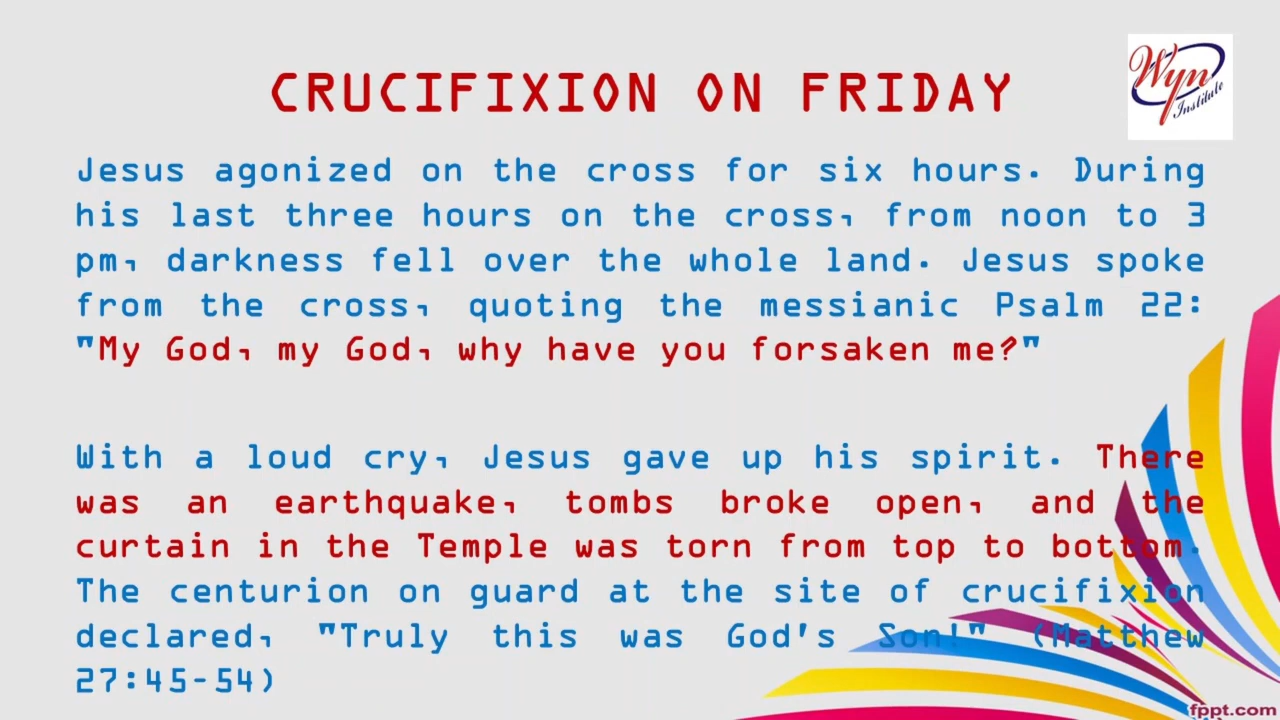 CRUCIFIXION ON FRIDAY
Wyn
Institute
Jesus agonized on the cross for six hours. During
his last three hours on the cross, from noon to 3
pm, darkness fell over the whole land. Jesus spoke
from the cross, quoting the messianic Psalm 22:
"My God, my God, why have you forsaken me?"
With a loud cry, Jesus gave up his spirit. There
was an earthquake, tombs broke open, and the
curtain in the Temple was torn from top to bottom.
The centurion on guard at the site of crucifixion
declared, "Truly this was God's Son!" (Matthew
27:45-54)
fppt.com